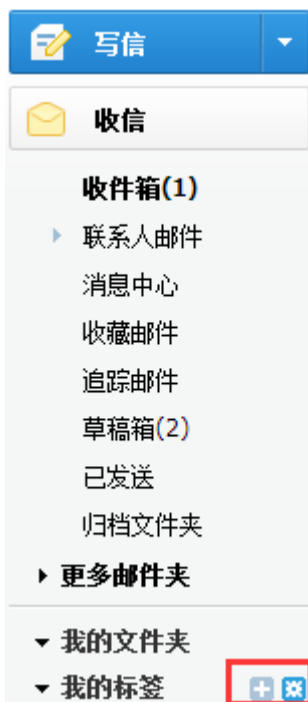 写信
收信
收件箱(1)
联系人邮件
消息中心
收藏邮件
追踪邮件
草稿箱(2)
已发送
归档文件夹
更多邮件夹
我的文件夹
我的标签